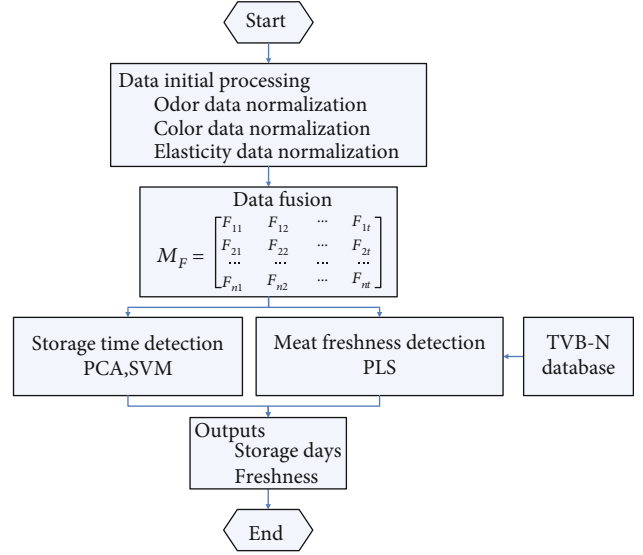 Start
Data initial processing
Odor data normalization
Color data normalization
Elasticity data normalization
Data fusion
M_F = [F_11 F_12 ... F_1t
F_21 F_22 ... F_2t
... ... ... ...
F_n1 F_n2 ... F_nt]
Storage time detection
PCA,SVM
Meat freshness detection
PLS
TVB-N
database
Outputs
Storage days
Freshness
End